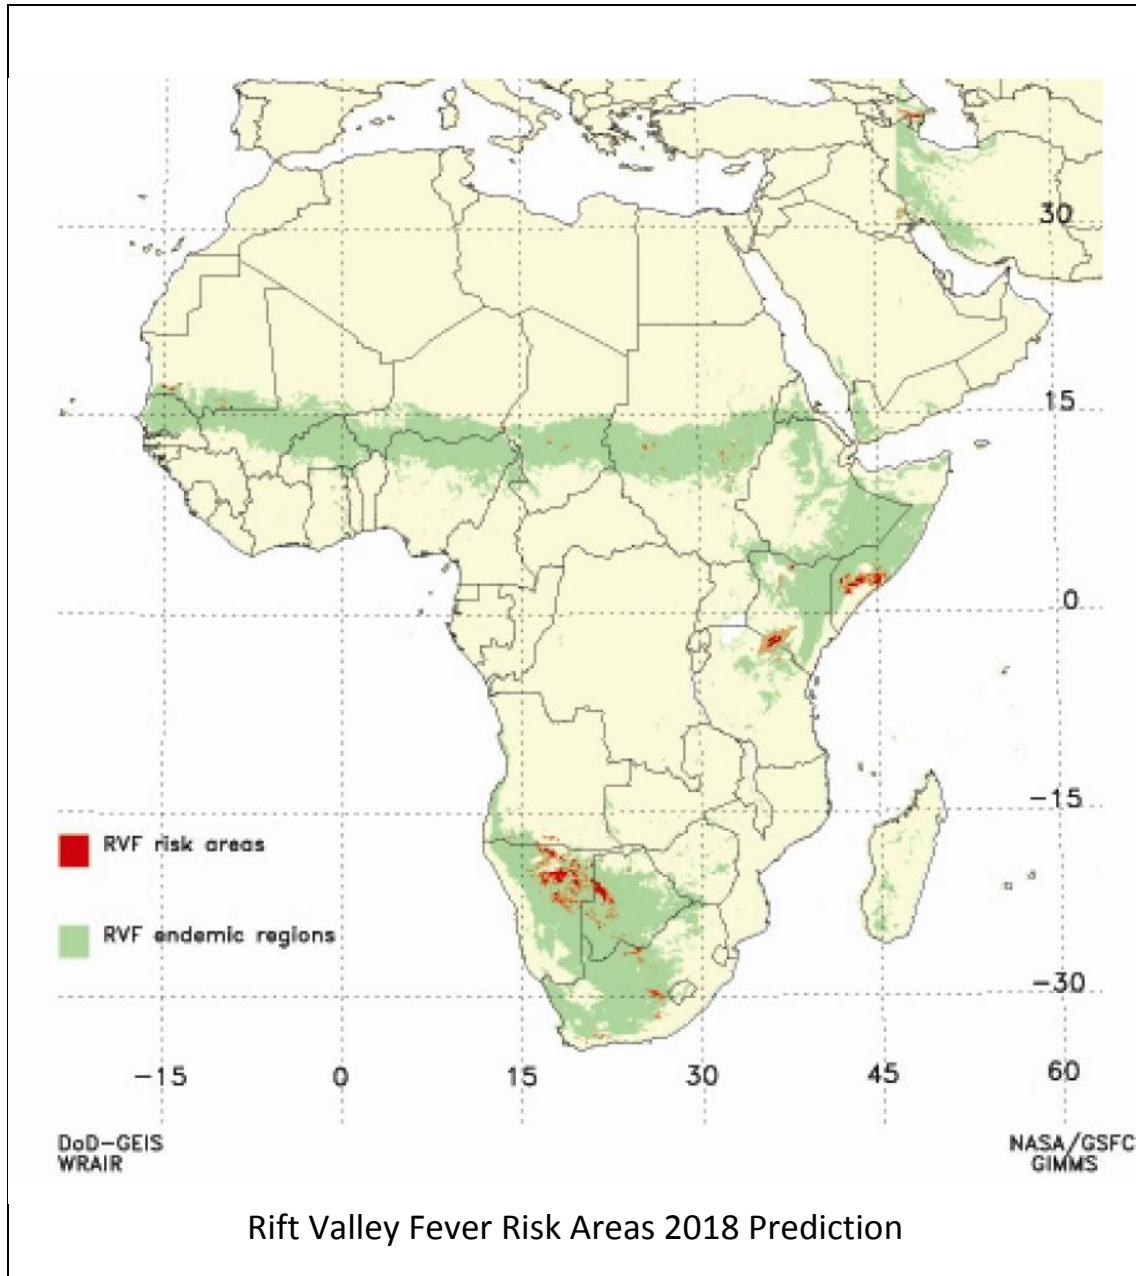 30
15
0
-15
RVF risk areas
RVF endemic regions
-30
-15 0 15 30 45 60
DoD-GEIS
WRAIR
NASA/GSFC
GIMMS
Rift Valley Fever Risk Areas 2018 Prediction